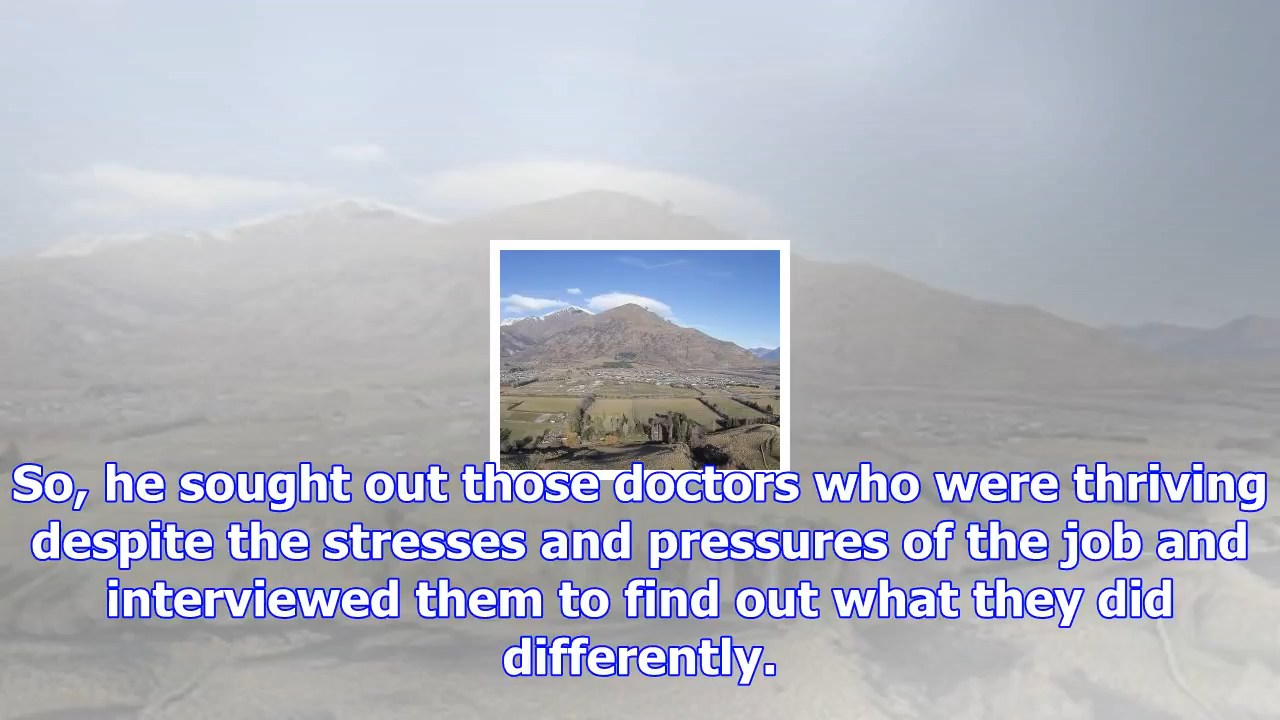 So, he sought out those doctors who were thriving
despite the stresses and pressures of the job and
interviewed them to find out what they did
differently.